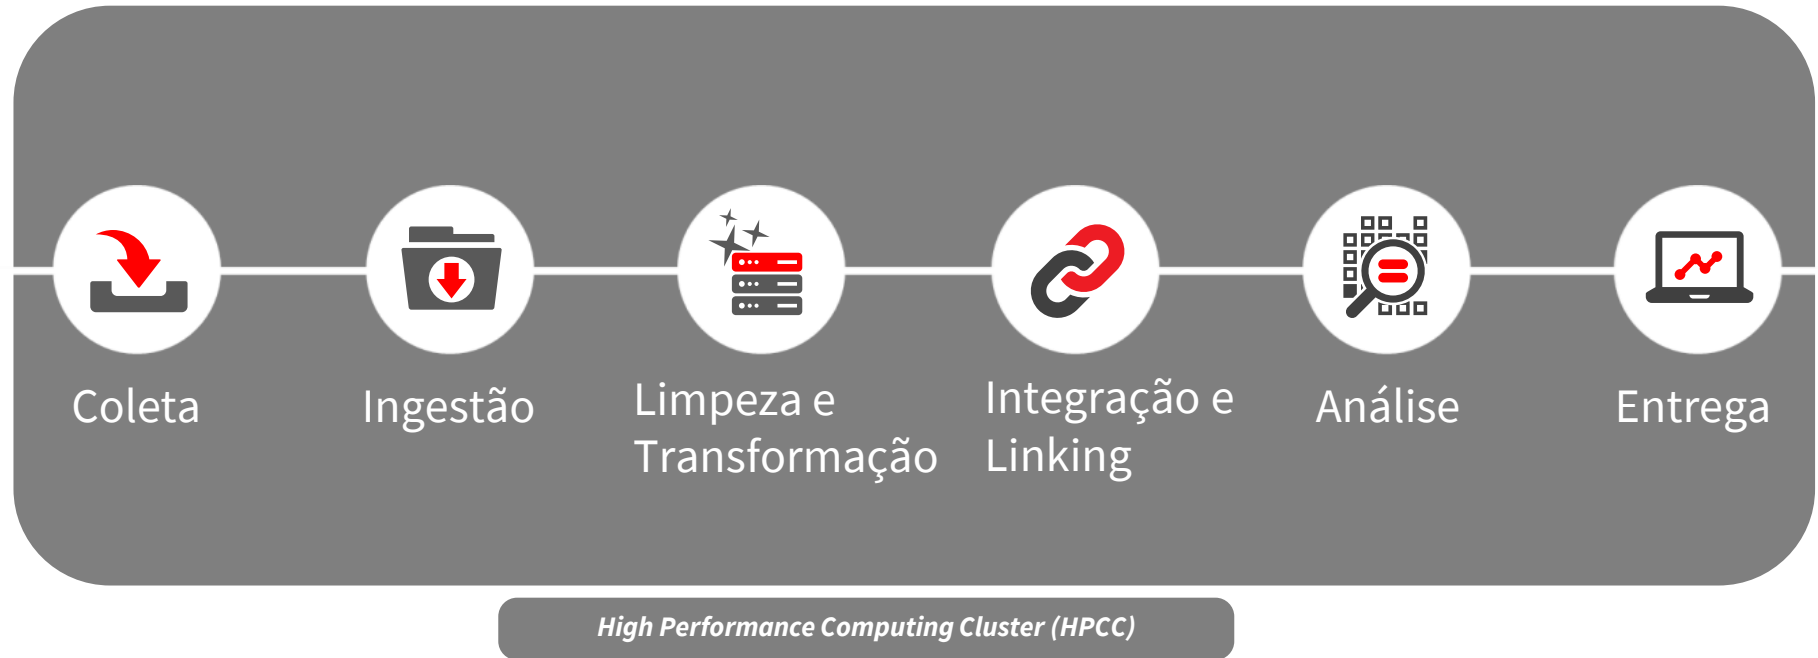 Coleta
Ingestão
Limpeza e
Transformação
Integração e
Linking
Análise
Entrega
High Performance Computing Cluster (HPCC)